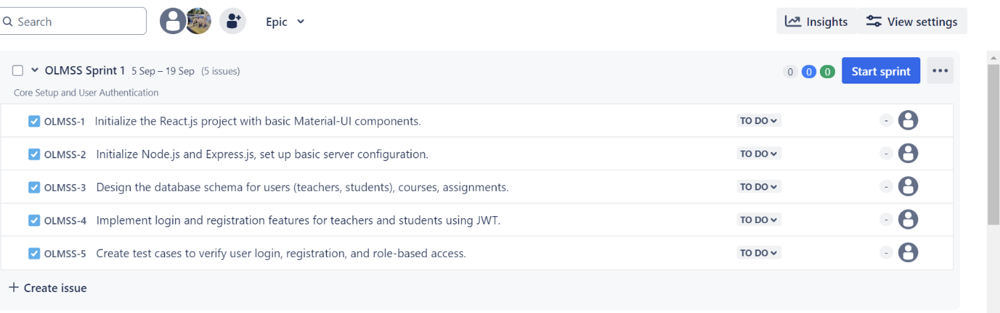 Search Epic Insights View settings
OLMSS Sprint 1 5 Sep – 19 Sep (5 issues) 0 0 0 Start sprint
Core Setup and User Authentication
OLMSS-1 Initialize the React.js project with basic Material-UI components. TO DO -
OLMSS-2 Initialize Node.js and Express.js, set up basic server configuration. TO DO -
OLMSS-3 Design the database schema for users (teachers, students), courses, assignments. TO DO -
OLMSS-4 Implement login and registration features for teachers and students using JWT. TO DO -
OLMSS-5 Create test cases to verify user login, registration, and role-based access. TO DO -
+ Create issue